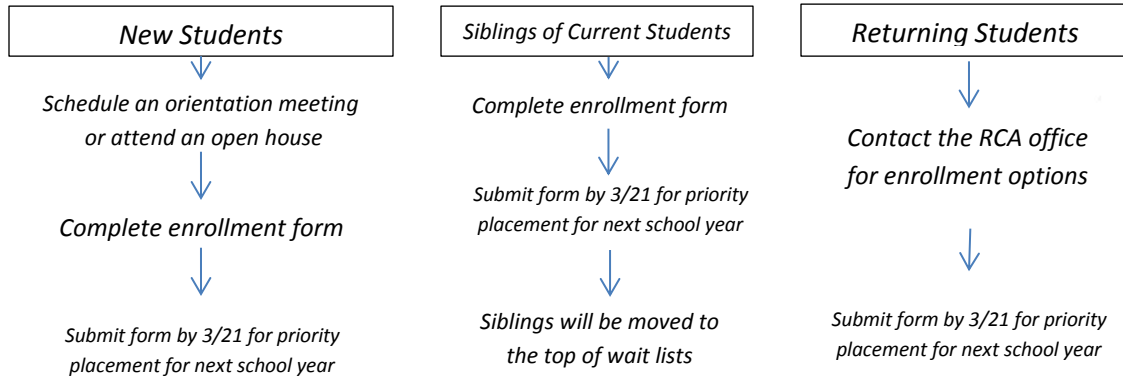 New Students
Schedule an orientation meeting
or attend an open house
Complete enrollment form
Submit form by 3/21 for priority
placement for next school year
Siblings of Current Students
Complete enrollment form
Submit form by 3/21 for priority
placement for next school year
Siblings will be moved to
the top of wait lists
Returning Students
Contact the RCA office
for enrollment options
Submit form by 3/21 for priority
placement for next school year